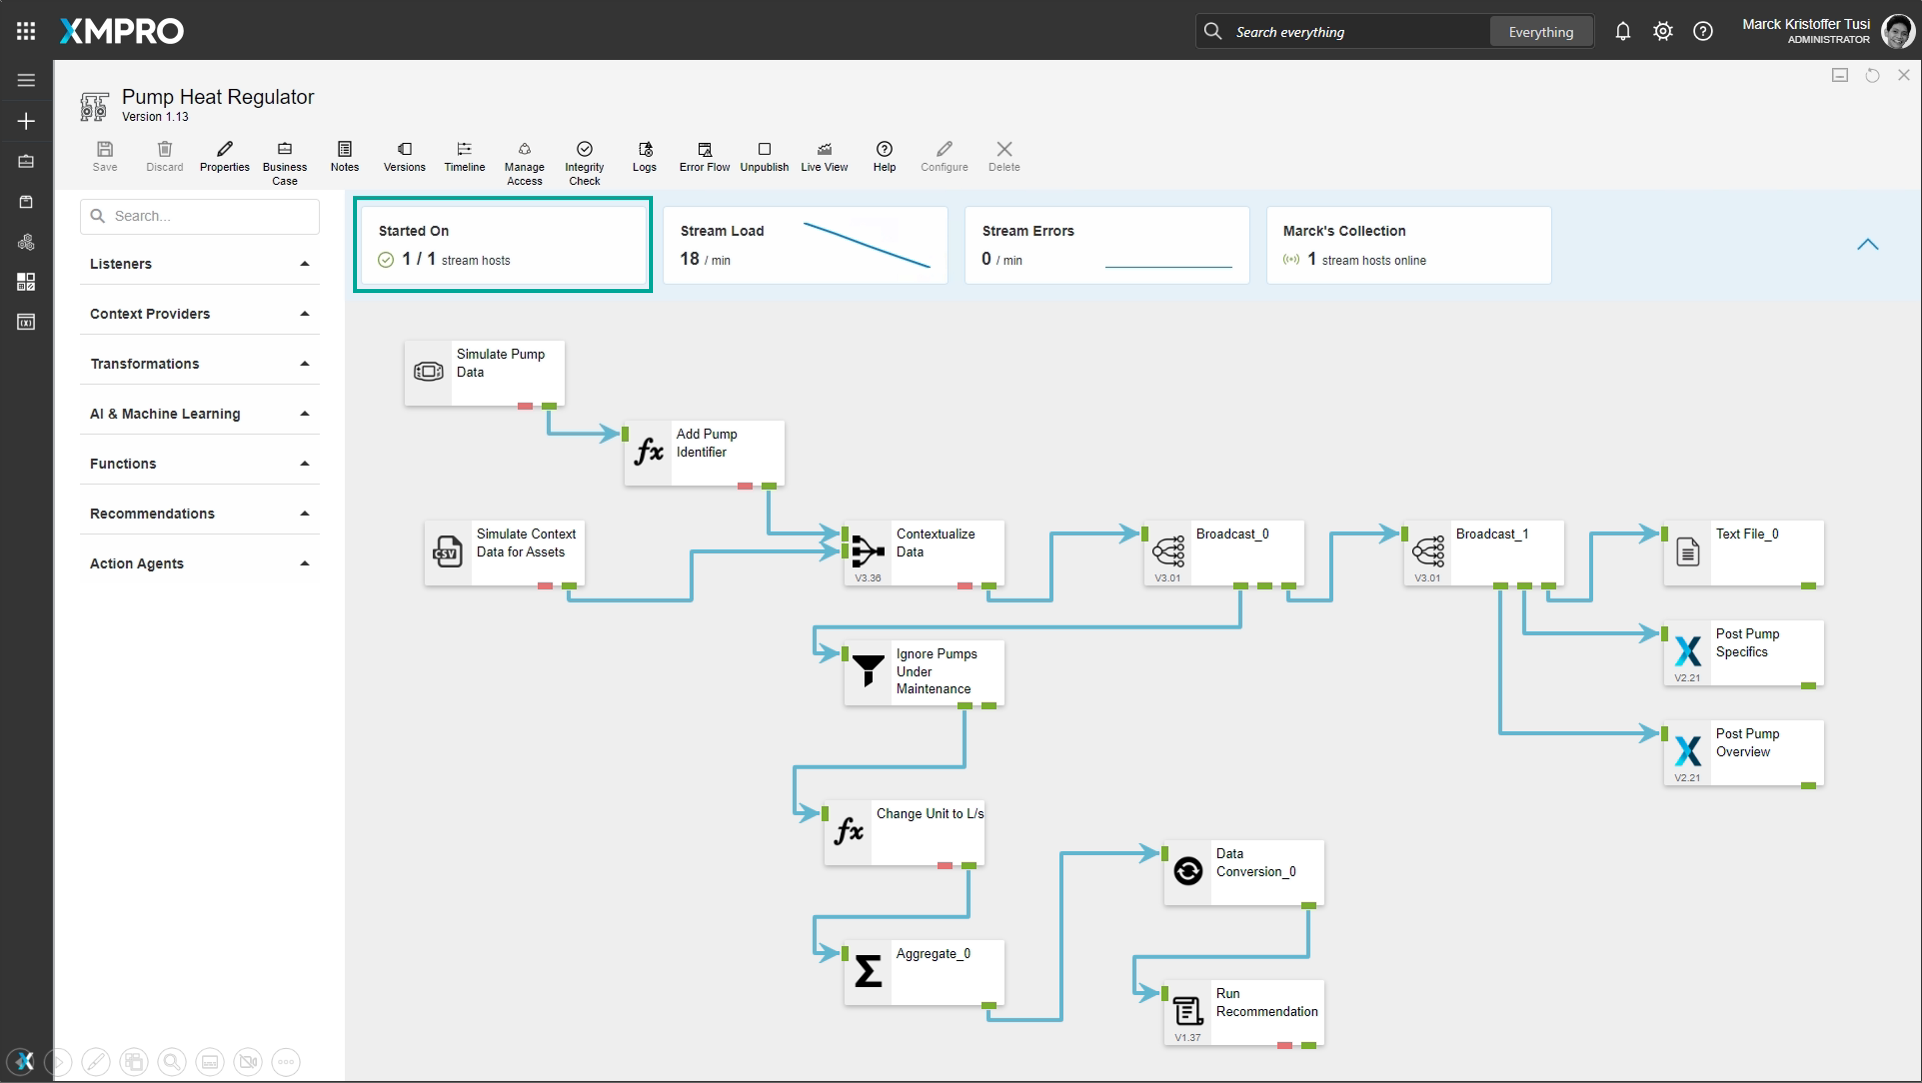 XMPRO
Search everything
Everything
Marck Kristoffer Tusi
ADMINISTRATOR
Pump Heat Regulator
Version 1.13
Save
Discard
Properties
Business
Case
Notes
Versions
Timeline
Manage
Access
Integrity
Check
Logs
Error Flow
Unpublish
Live View
Help
Configure
Delete
Search...
Listeners
Context Providers
Transformations
AI & Machine Learning
Functions
Recommendations
Action Agents
Started On
1 / 1 stream hosts
Stream Load
18 / min
Stream Errors
0 / min
Marck's Collection
1 stream hosts online
Simulate Pump
Data
fx
Add Pump
Identifier
CSV
Simulate Context
Data for Assets
Contextualize
Data
V3.36
Broadcast_0
V3.01
Broadcast_1
V3.01
Text File_0
Post Pump
Specifics
V2.21
Post Pump
Overview
V2.21
Ignore Pumps
Under
Maintenance
fx
Change Unit to L/s
Σ
Aggregate_0
Data
Conversion_0
Run
Recommendation
V1.37